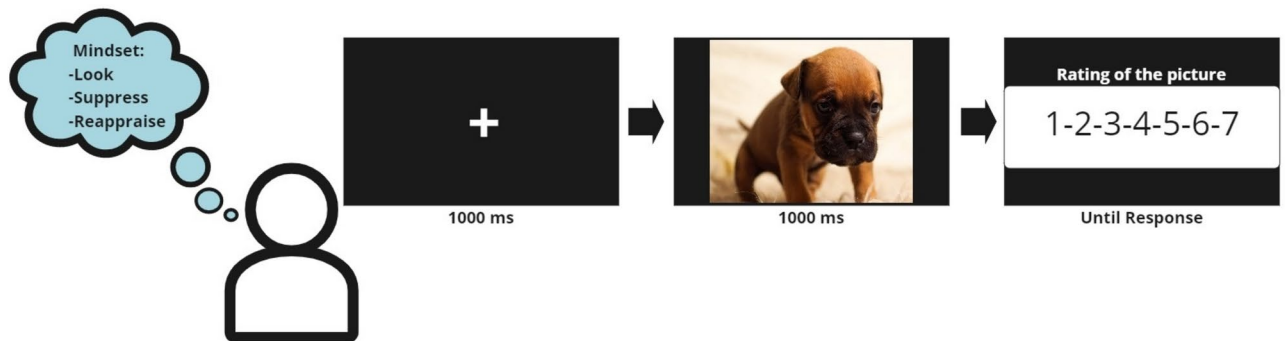 Mindset:
-Look
-Suppress
-Reappraise
+
1000 ms
1000 ms
Rating of the picture
1-2-3-4-5-6-7
Until Response